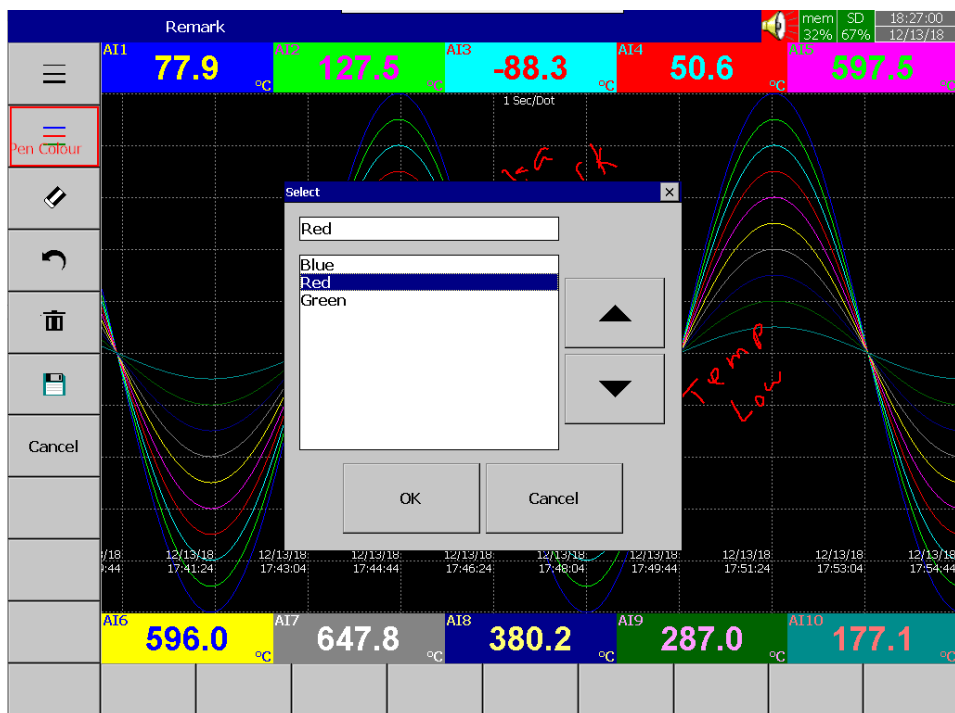 Remark
mem SD 18:27:00
32% 67% 12/13/18
AI1 AI2 AI3 AI4 AI5
77.9 °C 127.5 °C -88.3 °C 50.6 °C 597.5 °C
1 Sec/Dot
Pen Colour
Select
Red
Blue
Red
Green
Temp
Low
Cancel
OK Cancel
3/18 12/13/18 12/13/18 12/13/18 12/13/18 12/13/18 12/13/18 12/13/18 12/13/18 12/13/18
:44 17:41:24 17:43:04 17:44:44 17:46:24 17:48:04 17:49:44 17:51:24 17:53:04 17:54:44
AI6 AI7 AI8 AI9 AI10
596.0 °C 647.8 °C 380.2 °C 287.0 °C 177.1 °C